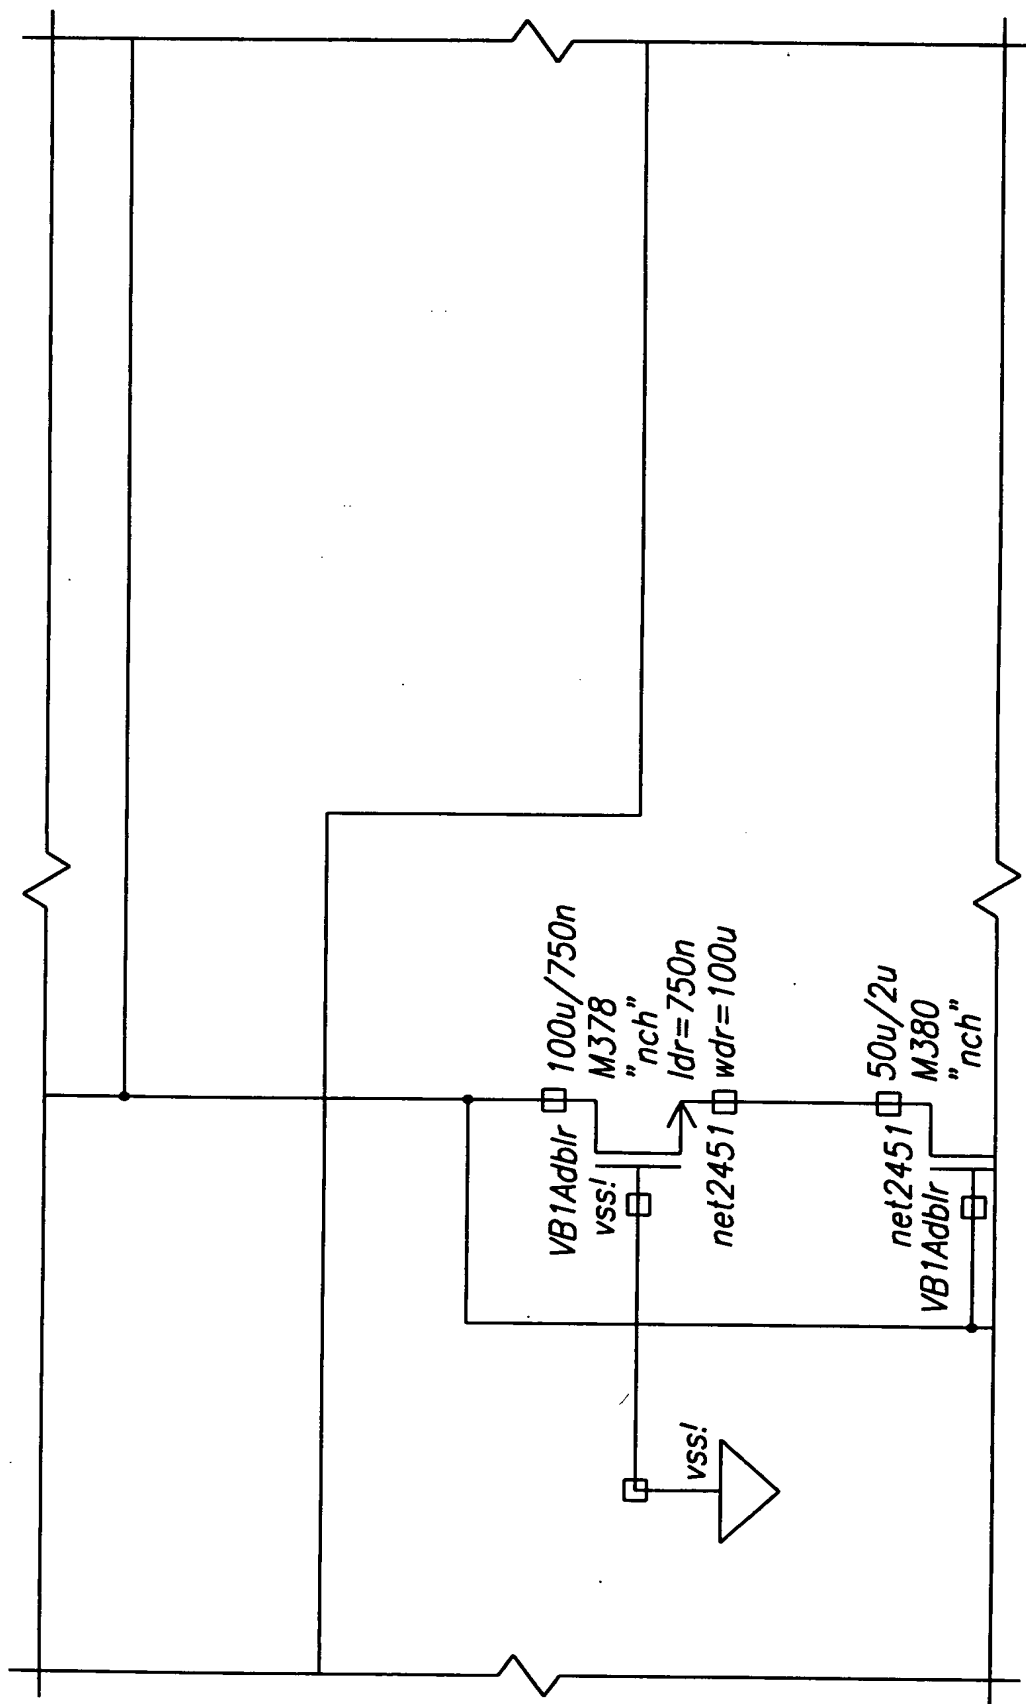 100u/750n
M378
"nch"
ldr=750n
wdr=100u
VB1Adblr
vss!
net2451
50u/2u
M380
"nch"
net2451
VB1Adblr
vss!